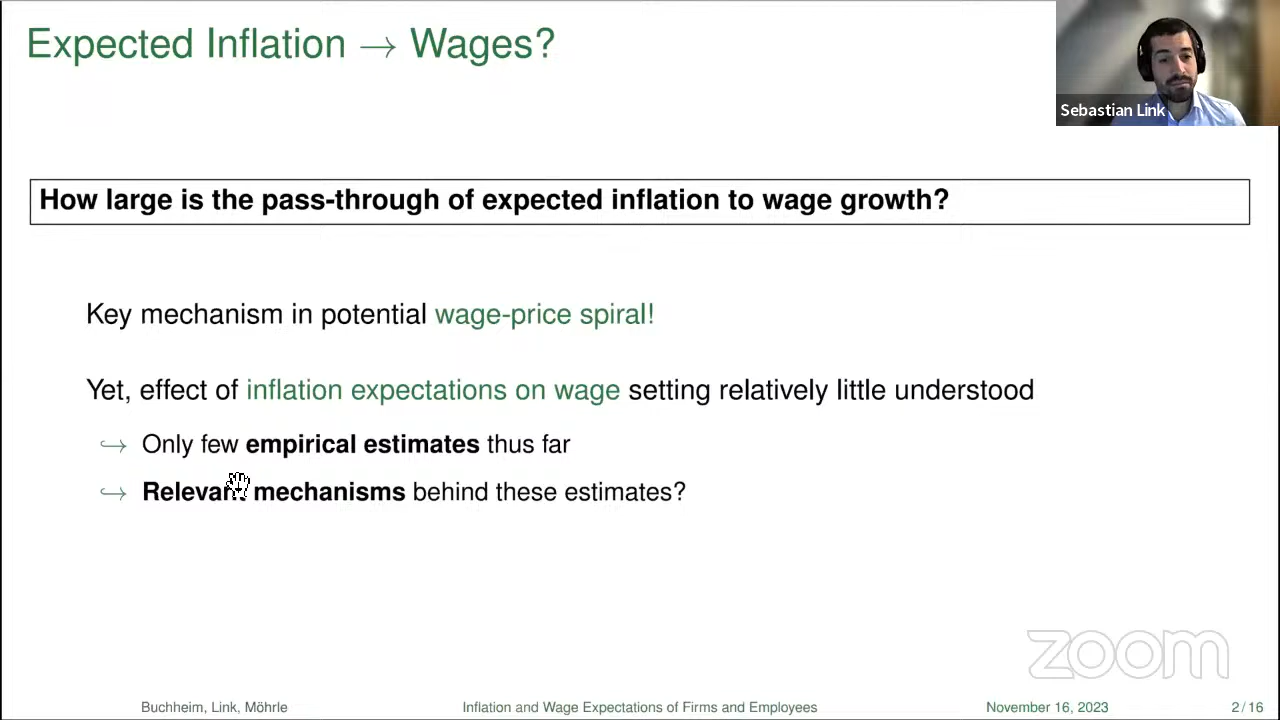 Expected Inflation → Wages?
Sebastian Link
How large is the pass-through of expected inflation to wage growth?
Key mechanism in potential wage-price spiral!
Yet, effect of inflation expectations on wage setting relatively little understood
↪ Only few empirical estimates thus far
↪ Relevant mechanisms behind these estimates?
zoom
Buchheim, Link, Möhrle Inflation and Wage Expectations of Firms and Employees November 16, 2023 2 / 16